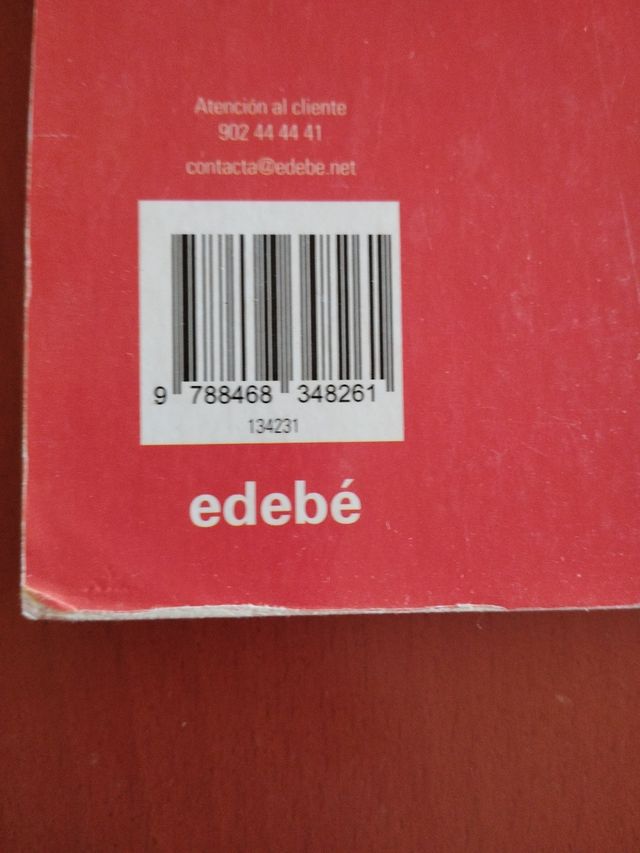 Atención al cliente
902 44 44 41
contacta@edebe.net
9 788468 348261
134231
edebé